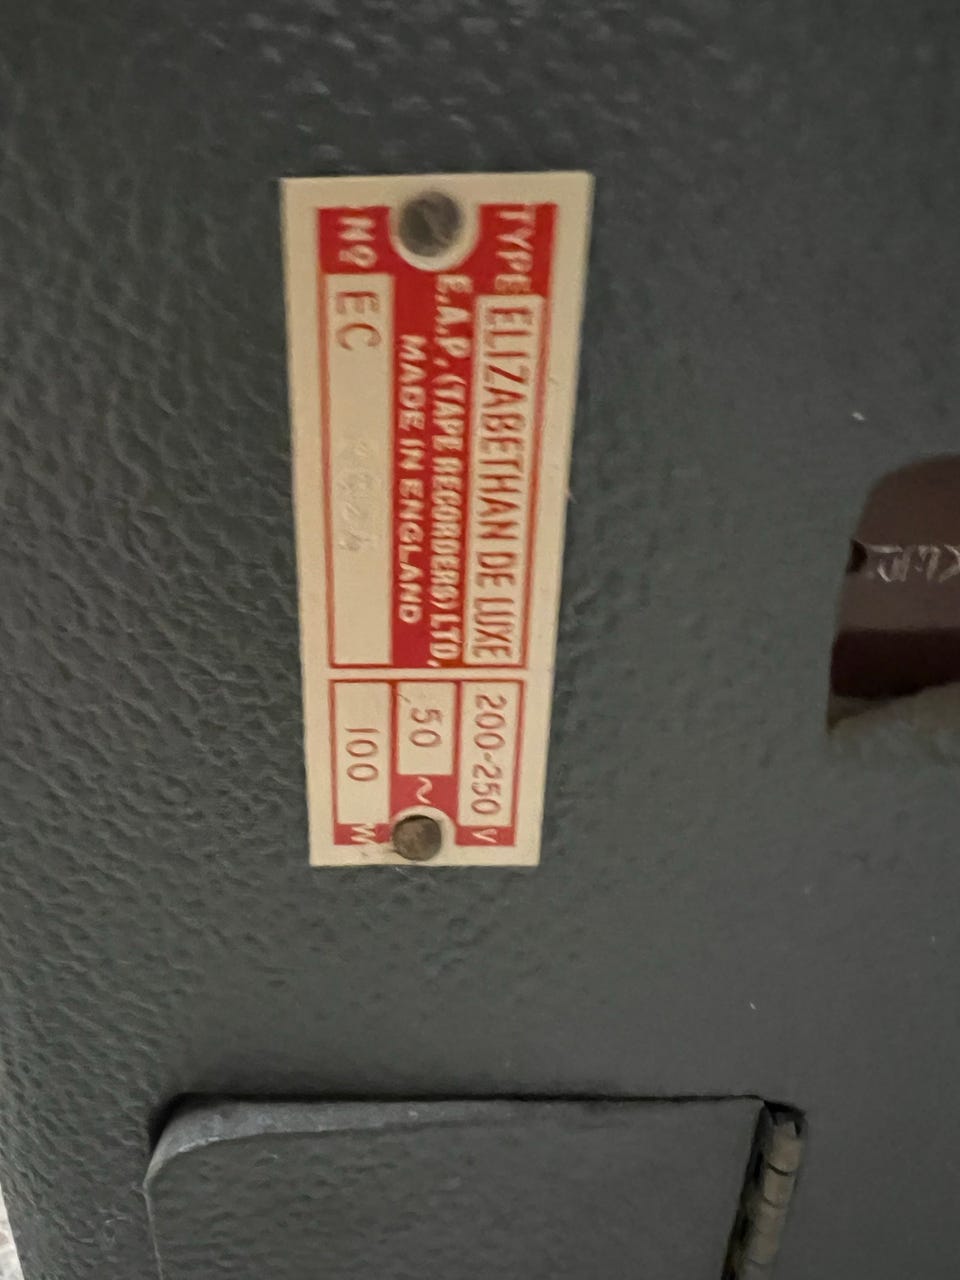 TYPE ELIZABETHAN DE LUXE 200-250 V
E.A.P. (TAPE RECORDERS) LTD.
MADE IN ENGLAND 50 ~
Nº EC 100 W